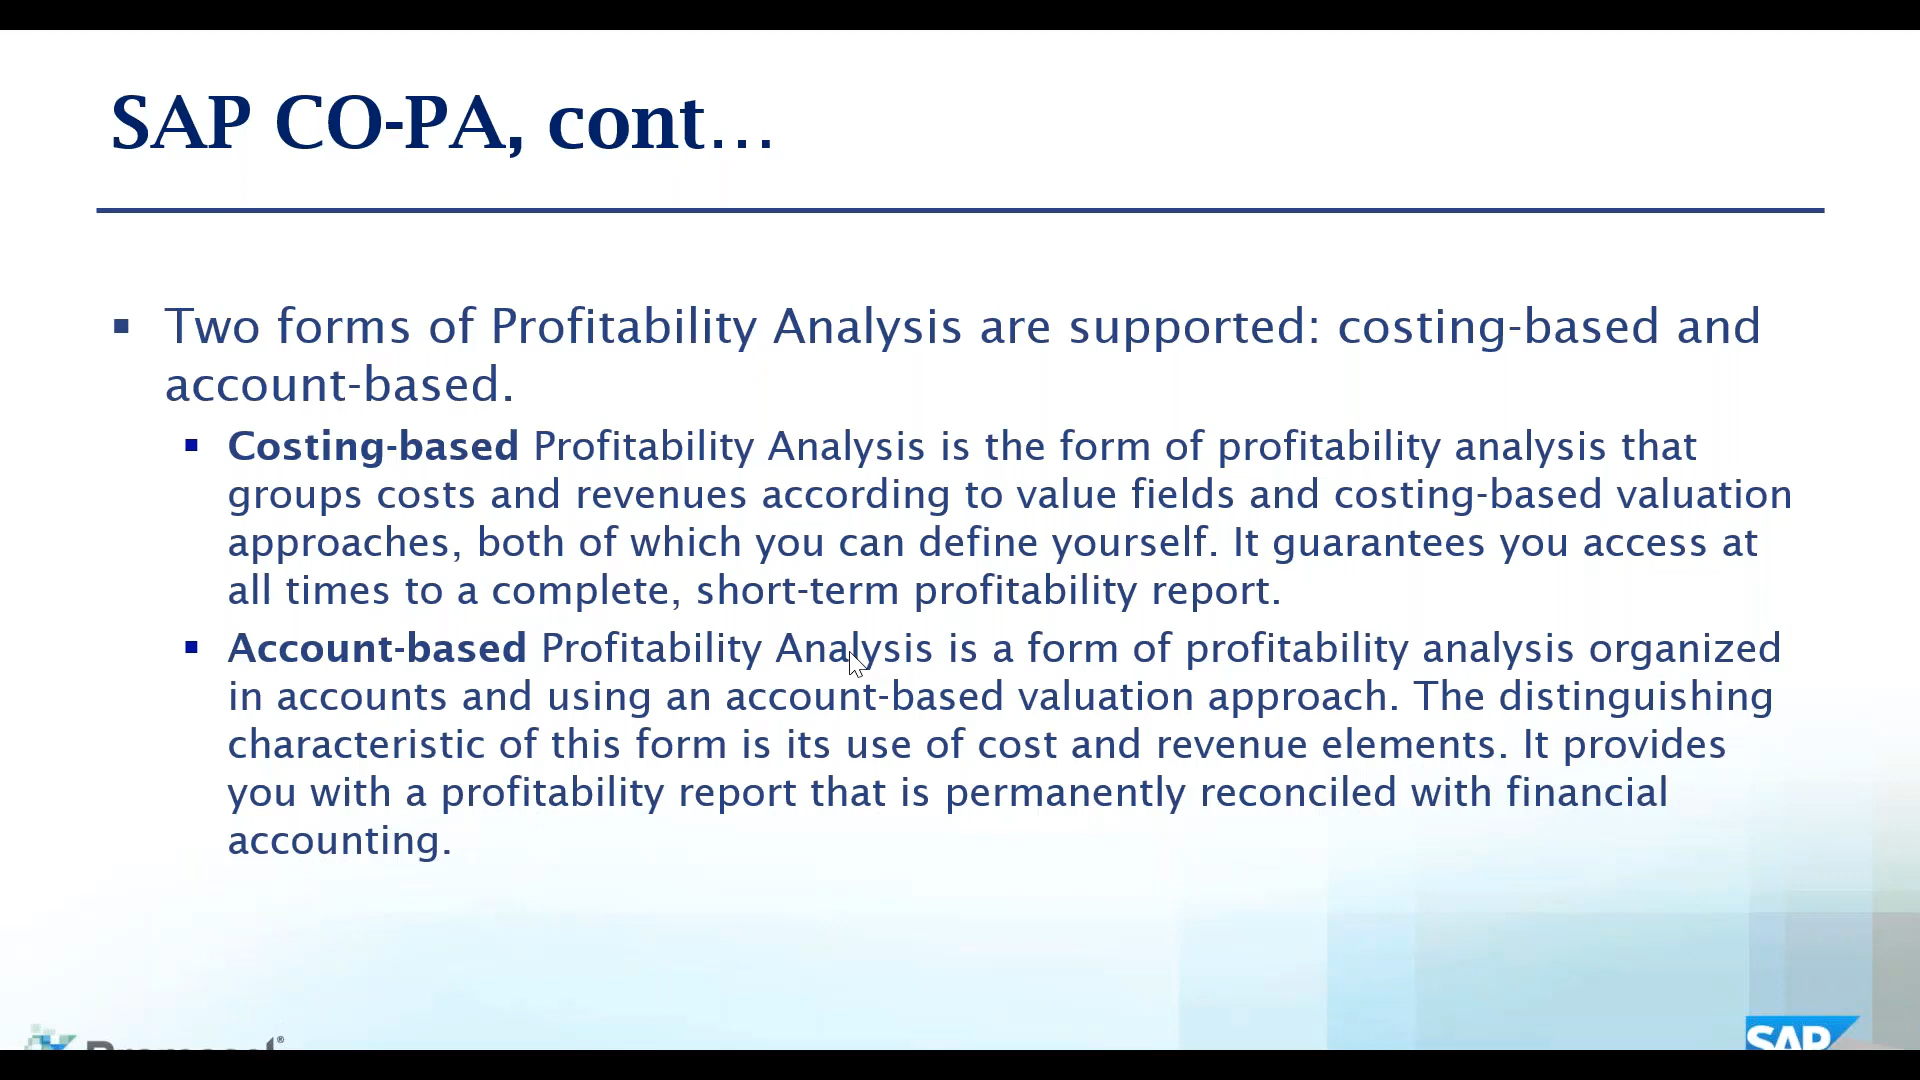 SAP CO-PA, cont...
▪ Two forms of Profitability Analysis are supported: costing-based and
account-based.
▪ Costing-based Profitability Analysis is the form of profitability analysis that
groups costs and revenues according to value fields and costing-based valuation
approaches, both of which you can define yourself. It guarantees you access at
all times to a complete, short-term profitability report.
▪ Account-based Profitability Analysis is a form of profitability analysis organized
in accounts and using an account-based valuation approach. The distinguishing
characteristic of this form is its use of cost and revenue elements. It provides
you with a profitability report that is permanently reconciled with financial
accounting.
SAP